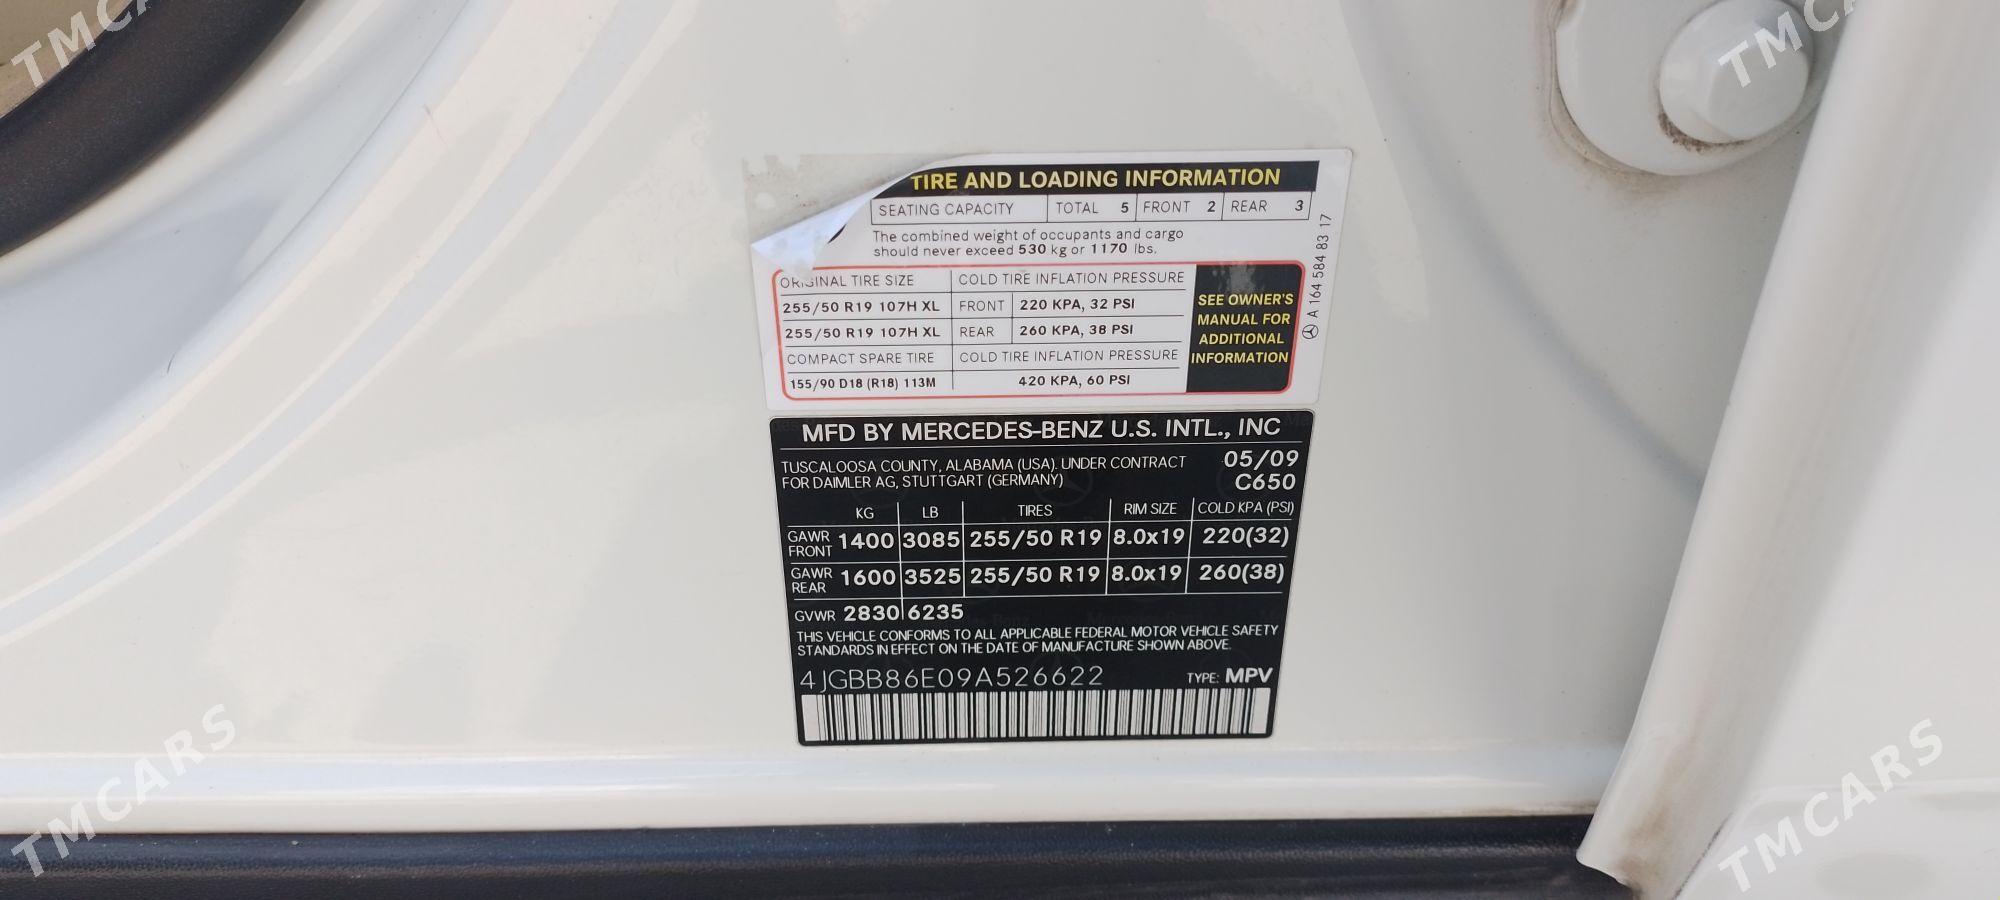 TIRE AND LOADING INFORMATION
SEATING CAPACITY TOTAL 5 FRONT 2 REAR 3
The combined weight of occupants and cargo
should never exceed 530 kg or 1170 lbs.
ORIGINAL TIRE SIZE COLD TIRE INFLATION PRESSURE
255/50 R19 107H XL FRONT 220 KPA, 32 PSI
255/50 R19 107H XL REAR 260 KPA, 38 PSI
COMPACT SPARE TIRE COLD TIRE INFLATION PRESSURE
155/90 D18 (R18) 113M 420 KPA, 60 PSI
SEE OWNER'S
MANUAL FOR
ADDITIONAL
INFORMATION
A 164 584 83 17
MFD BY MERCEDES-BENZ U.S. INTL., INC
TUSCALOOSA COUNTY, ALABAMA (USA). UNDER CONTRACT 05/09
FOR DAIMLER AG, STUTTGART (GERMANY) C650
KG LB TIRES RIM SIZE COLD KPA (PSI)
GAWR FRONT 1400 3085 255/50 R19 8.0x19 220(32)
GAWR REAR 1600 3525 255/50 R19 8.0x19 260(38)
GVWR 2830 6235
THIS VEHICLE CONFORMS TO ALL APPLICABLE FEDERAL MOTOR VEHICLE SAFETY
STANDARDS IN EFFECT ON THE DATE OF MANUFACTURE SHOWN ABOVE.
4JGBB86E09A526622 TYPE: MPV
TMCARS
TMCARS
TMCARS
TMCARS